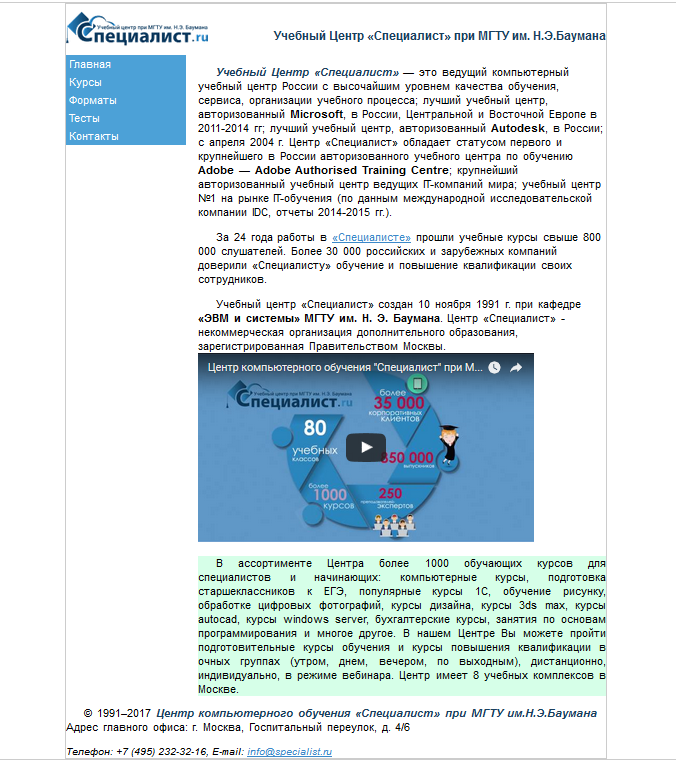 Учебный центр при МГТУ им. Н.Э. Баумана
Специалист.ru
Учебный Центр «Специалист» при МГТУ им. Н.Э.Баумана
Главная
Курсы
Форматы
Тесты
Контакты
Учебный Центр «Специалист» — это ведущий компьютерный
учебный центр России с высочайшим уровнем качества обучения,
сервиса, организации учебного процесса; лучший учебный центр,
авторизованный Microsoft, в России, Центральной и Восточной Европе в
2011-2014 гг; лучший учебный центр, авторизованный Autodesk, в России;
с апреля 2004 г. Центр «Специалист» обладает статусом первого и
крупнейшего в России авторизованного учебного центра по обучению
Adobe — Adobe Authorised Training Centre; крупнейший
авторизованный учебный центр ведущих IT-компаний мира; учебный центр
№1 на рынке IT-обучения (по данным международной исследовательской
компании IDC, отчеты 2014-2015 гг.).
За 24 года работы в «Специалисте» прошли учебные курсы свыше 800
000 слушателей. Более 30 000 российских и зарубежных компаний
доверили «Специалисту» обучение и повышение квалификации своих
сотрудников.
Учебный центр «Специалист» создан 10 ноября 1991 г. при кафедре
«ЭВМ и системы» МГТУ им. Н. Э. Баумана. Центр «Специалист» -
некоммерческая организация дополнительного образования,
зарегистрированная Правительством Москвы.
Центр компьютерного обучения "Специалист" при М...
Учебный центр при МГТУ им. Н.Э. Баумана
Специалист.ru
более
35 000
корпоративных
клиентов
80
учебных
классов
850 000
выпускников
более
1000
курсов
250
экспертов
В ассортименте Центра более 1000 обучающих курсов для
специалистов и начинающих: компьютерные курсы, подготовка
старшеклассников к ЕГЭ, популярные курсы 1С, обучение рисунку,
обработке цифровых фотографий, курсы дизайна, курсы 3ds max, курсы
autocad, курсы windows server, бухгалтерские курсы, занятия по основам
программирования и многое другое. В нашем Центре Вы можете пройти
подготовительные курсы обучения и курсы повышения квалификации в
очных группах (утром, днем, вечером, по выходным), дистанционно,
индивидуально, в режиме вебинара. Центр имеет 8 учебных комплексов в
Москве.
© 1991–2017 Центр компьютерного обучения «Специалист» при МГТУ им.Н.Э.Баумана
Адрес главного офиса: г. Москва, Госпитальный переулок, д. 4/6
Телефон: +7 (495) 232-32-16, E-mail: info@specialist.ru